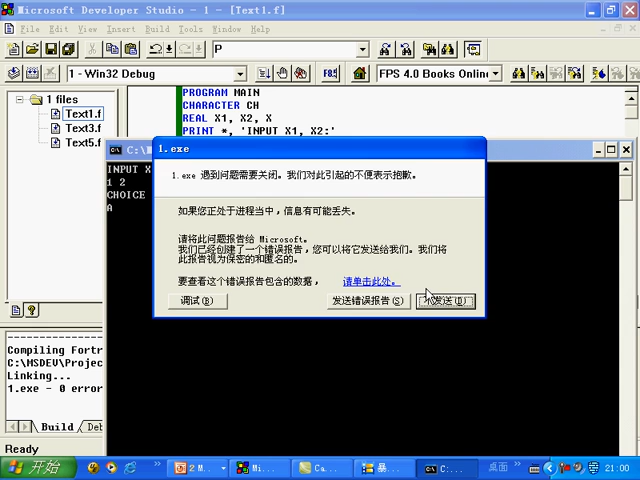 Microsoft Developer Studio - 1 - [Text1.f]
File Edit View Insert Build Tools Window Help
P
1 - Win32 Debug
FPS 4.0 Books Onlin
1 files
Text1.f
Text3.f
Text5.f
PROGRAM MAIN
CHARACTER CH
REAL X1, X2, X
PRINT *, 'INPUT X1, X2:'
C:\M
INPUT X
1 2
CHOICE
A
1.exe
1.exe 遇到问题需要关闭。我们对此引起的不便表示抱歉。
如果您正处于进程当中，信息有可能丢失。
请将此问题报告给 Microsoft。
我们已经创建了一个错误报告，您可以将它发送给我们。我们将
此报告视为保密的和匿名的。
要查看这个错误报告包含的数据， 请单击此处。
调试(B) 发送错误报告(S) 发送(D)
Compiling Fortr
C:\MSDEV\Projec
Linking...
1.exe - 0 error
Build Deb
Ready
开始 2 M... Mi... Ca... 暴... C:... 桌面 21:00